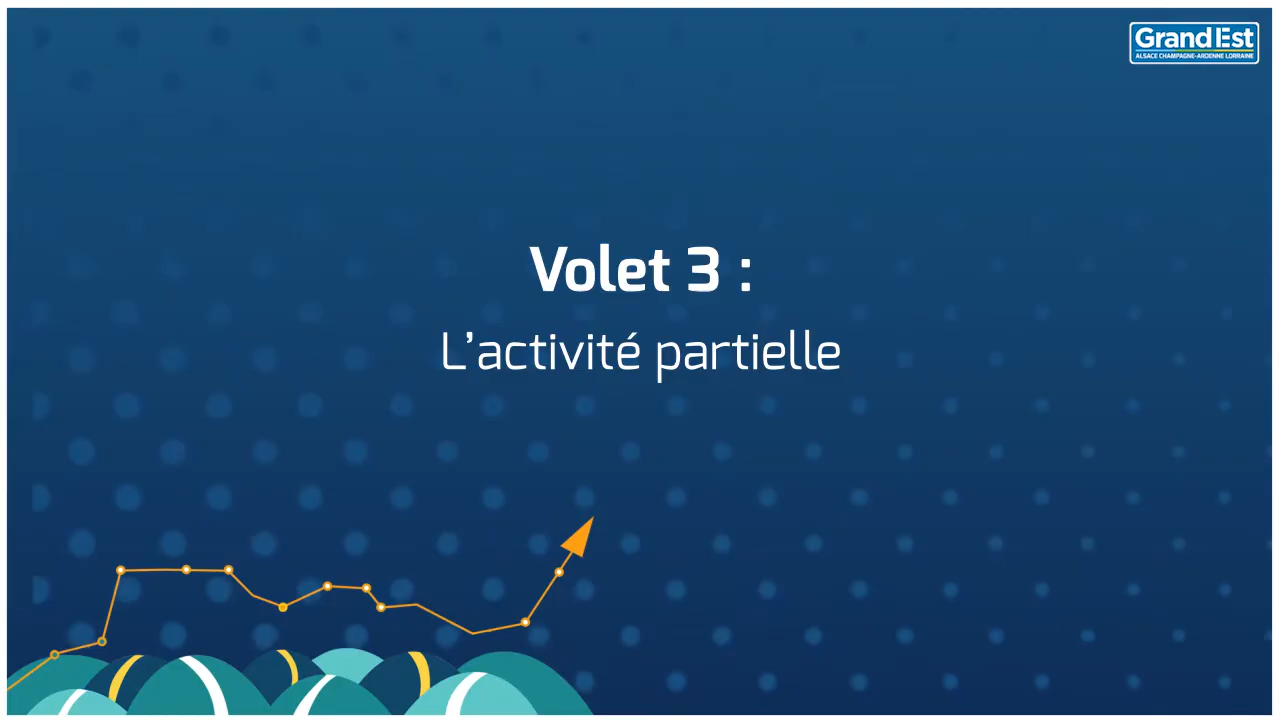 Grand Est
ALSACE CHAMPAGNE-ARDENNE LORRAINE
Volet 3 :
L’activité partielle